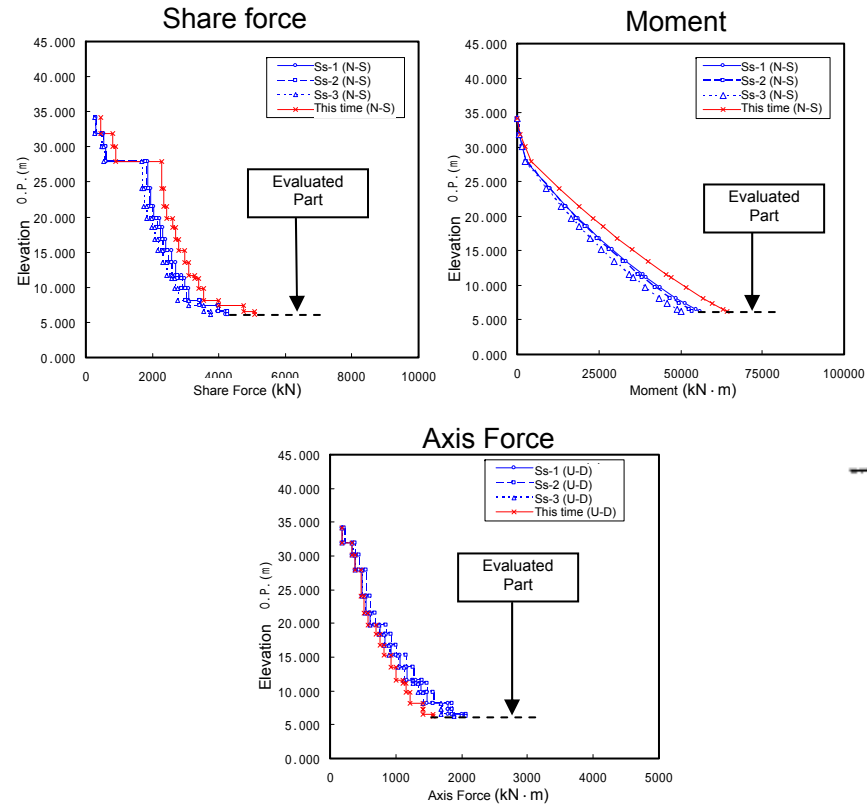 Share force
45.000
40.000
35.000
30.000
25.000
20.000
15.000
10.000
5.000
0.000
Elevation O.P.(m)
Ss-1 (N-S)
Ss-2 (N-S)
Ss-3 (N-S)
This time (N-S)
Evaluated
Part
0 2000 4000 6000 8000 10000
Share Force (kN)
Moment
45.000
40.000
35.000
30.000
25.000
20.000
15.000
10.000
5.000
0.000
Elevation O.P.(m)
Ss-1 (N-S)
Ss-2 (N-S)
Ss-3 (N-S)
This time (N-S)
Evaluated
Part
0 25000 50000 75000 100000
Moment (kN・m)
Axis Force
45.000
40.000
35.000
30.000
25.000
20.000
15.000
10.000
5.000
0.000
Elevation O.P.(m)
Ss-1 (U-D)
Ss-2 (U-D)
Ss-3 (U-D)
This time (U-D)
Evaluated
Part
0 1000 2000 3000 4000 5000
Axis Force (kN・m)